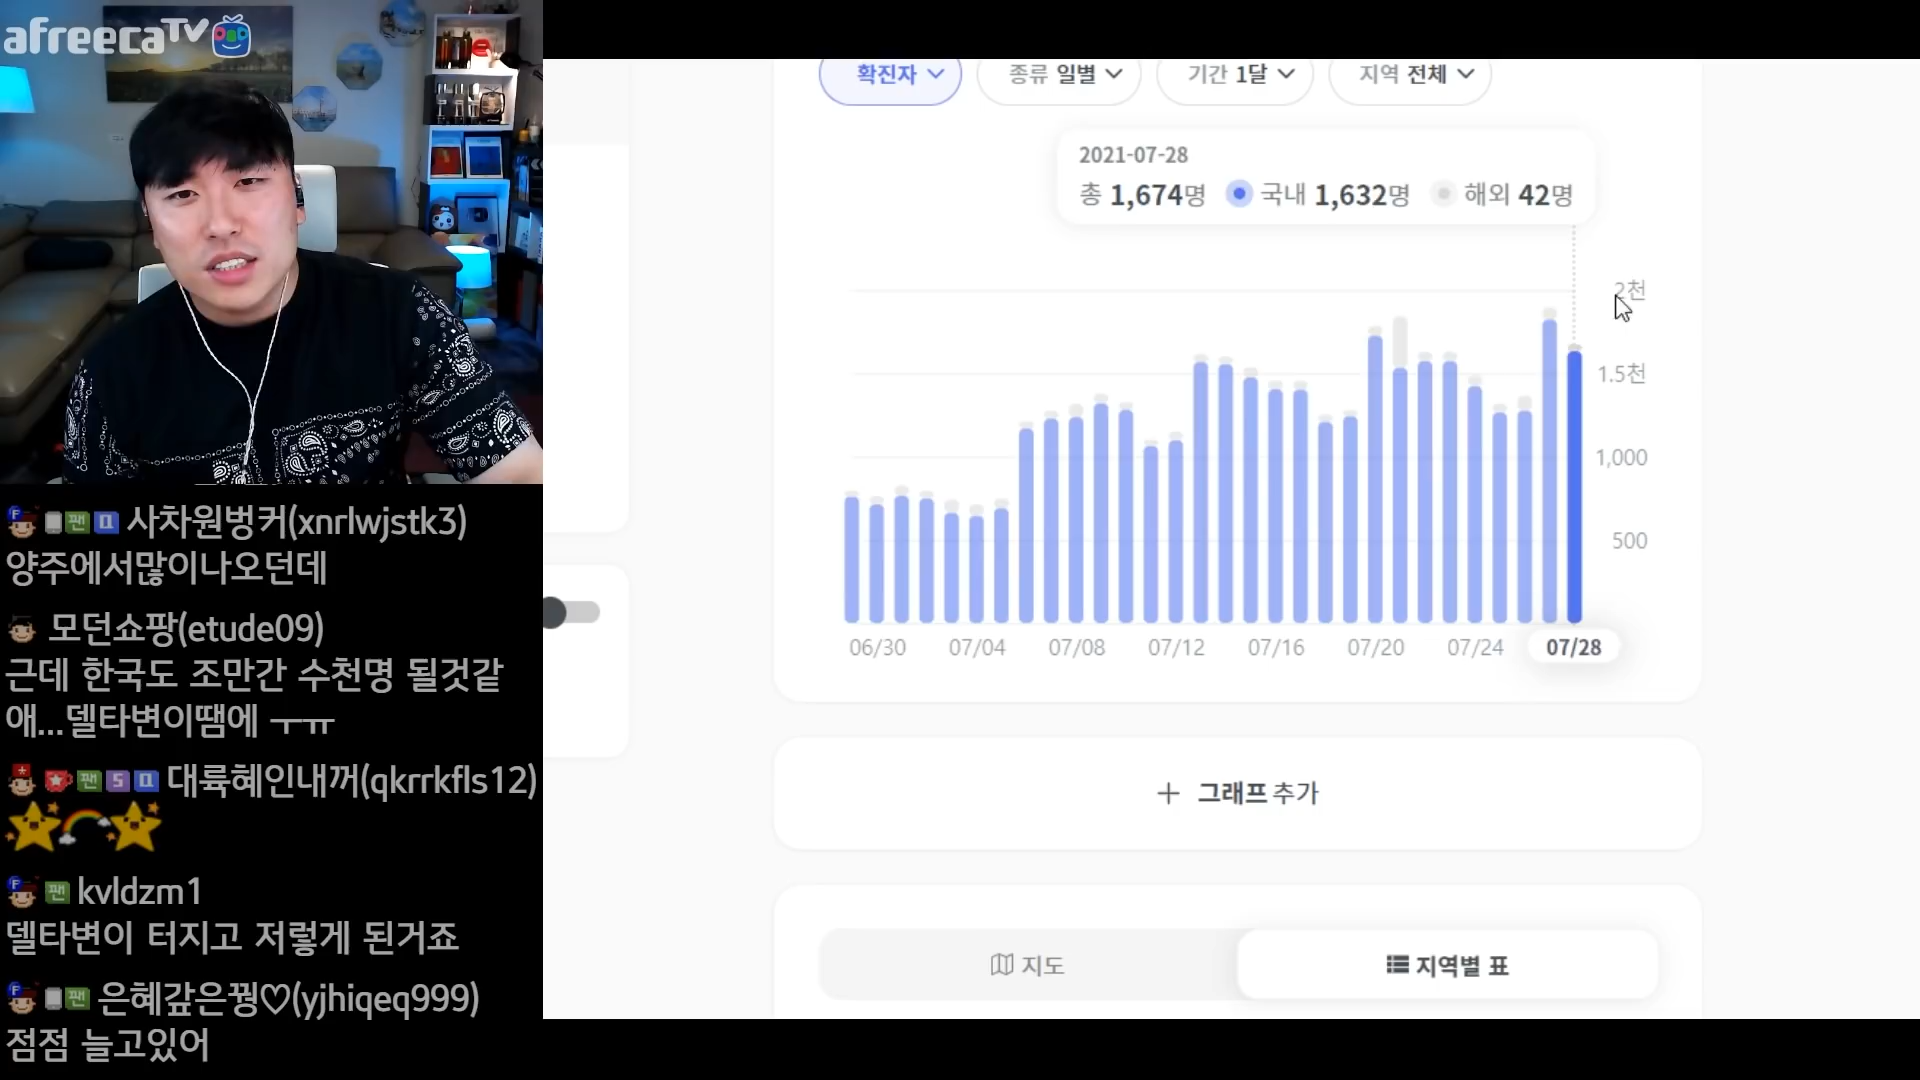 afreecaTV
사차원벙커(xnrlwjstk3)
양주에서많이나오던데
모던쇼팡(etude09)
근데 한국도 조만간 수천명 될것같
애...델타변이땜에 ㅜㅠ
대륙혜인내꺼(qkrrkfls12)
kvldzm1
델타변이 터지고 저렇게 된거죠
은혜갚은꿩♡(yjhiqeq999)
점점 늘고있어
확진자
종류 일별
기간 1달
지역 전체
2021-07-28
총 1,674명 국내 1,632명 해외 42명
2천
1.5천
1,000
500
06/30 07/04 07/08 07/12 07/16 07/20 07/24 07/28
+ 그래프 추가
지도
지역별 표